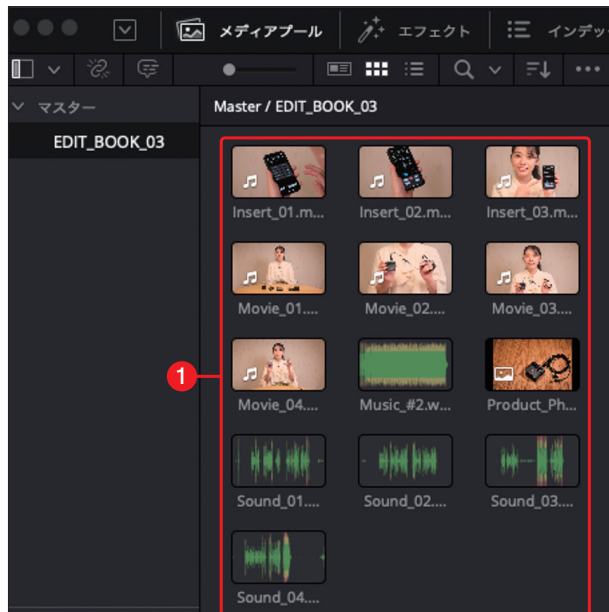 メディアプール エフェクト インデッ
マスター
Master / EDIT_BOOK_03
EDIT_BOOK_03
Insert_01.m... Insert_02.m... Insert_03.m...
Movie_01.... Movie_02.... Movie_03....
1
Movie_04.... Music_#2.w... Product_Ph...
Sound_01.... Sound_02.... Sound_03....
Sound_04....